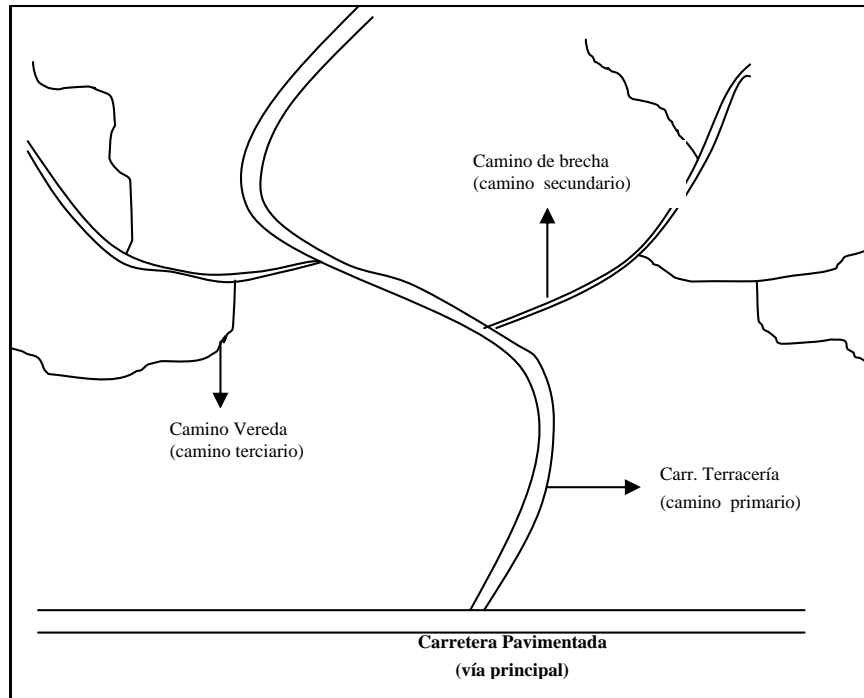 Camino de brecha
(camino secundario)
Camino Vereda
(camino terciario)
Carr. Terracería
(camino primario)
Carretera Pavimentada
(vía principal)